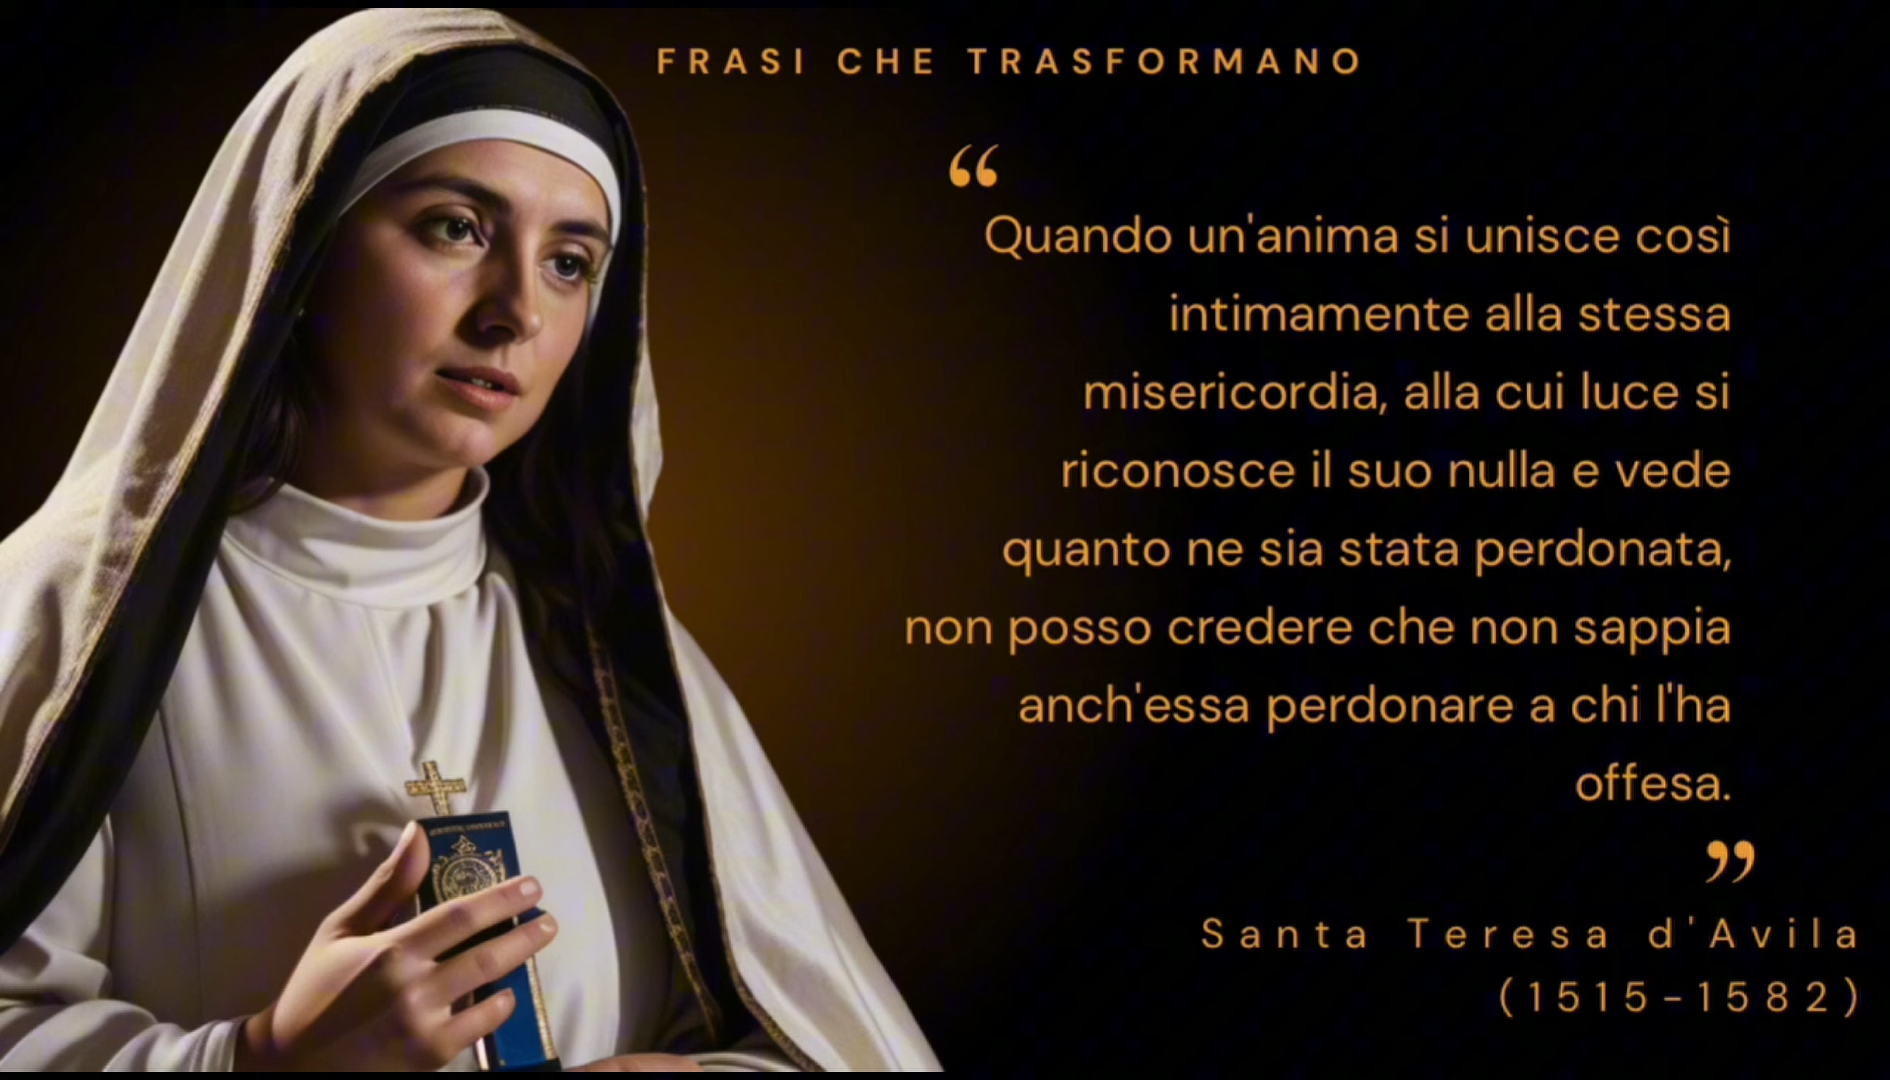 FRASI CHE TRASFORMANO
“
Quando un'anima si unisce così
intimamente alla stessa
misericordia, alla cui luce si
riconosce il suo nulla e vede
quanto ne sia stata perdonata,
non posso credere che non sappia
anch'essa perdonare a chi l'ha
offesa.
”
Santa Teresa d'Avila
(1515-1582)